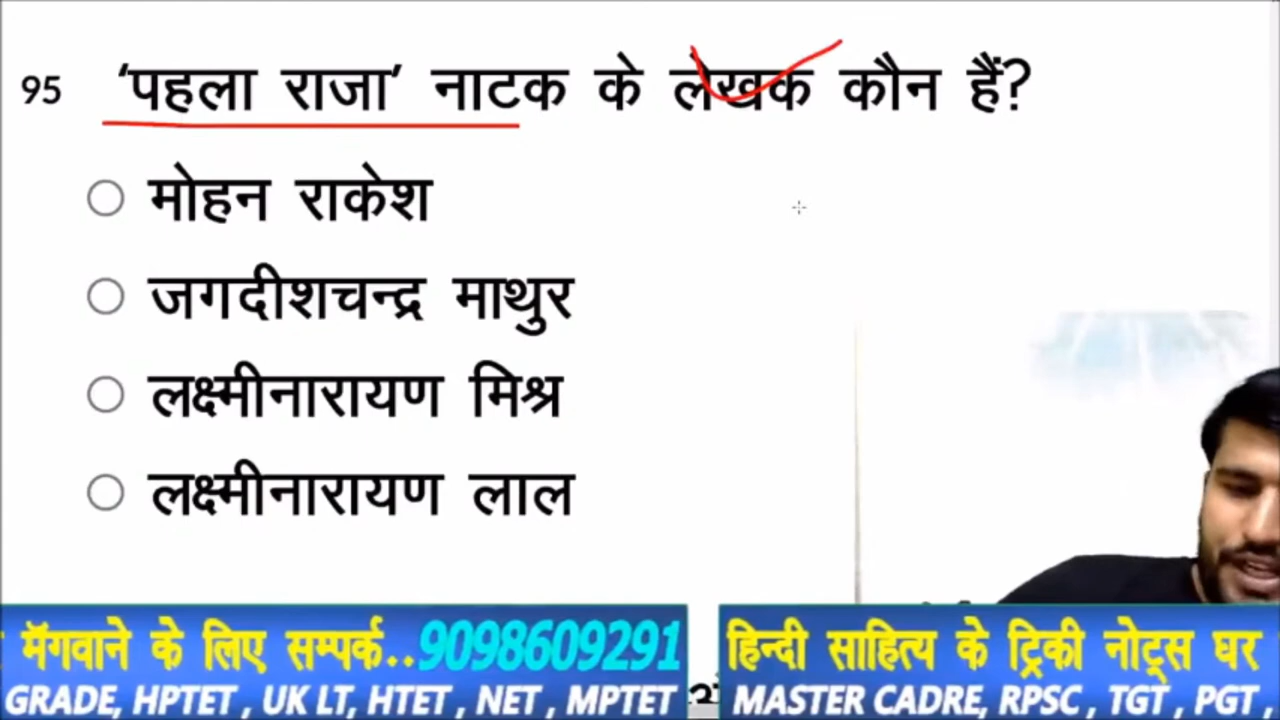 95 'पहला राजा' नाटक के लेखक कौन हैं?
मोहन राकेश
जगदीशचन्द्र माथुर
लक्ष्मीनारायण मिश्र
लक्ष्मीनारायण लाल
मॅगवाने के लिए सम्पर्क..9098609291
हिन्दी साहित्य के ट्रिकी नोट्स घर
GRADE, HPTET , UK LT, HTET , NET , MPTET
MASTER CADRE, RPSC , TGT , PGT ,